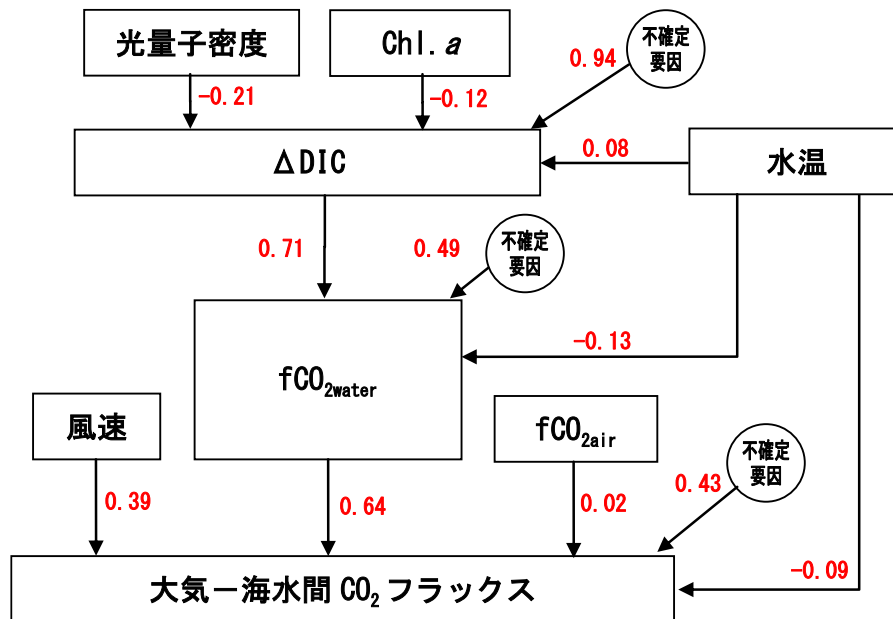 光量子密度
Chl.a
不確定
要因
-0.21
-0.12
0.94
ΔDIC
0.08
水温
0.71
0.49
不確定
要因
-0.13
fCO2water
風速
fCO2air
不確定
要因
0.39
0.64
0.02
0.43
-0.09
大気－海水間 CO2 フラックス